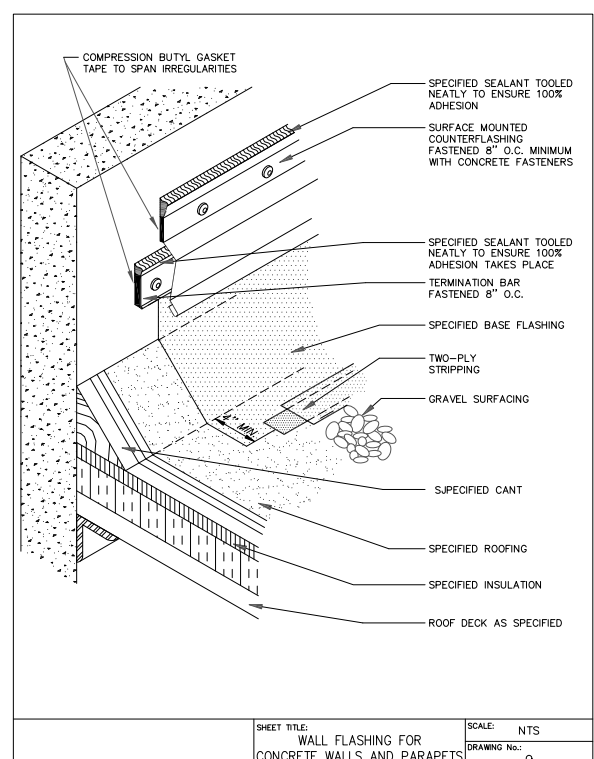 COMPRESSION BUTYL GASKET
TAPE TO SPAN IRREGULARITIES
SPECIFIED SEALANT TOOLED
NEATLY TO ENSURE 100%
ADHESION
SURFACE MOUNTED
COUNTERFLASHING
FASTENED 8'' O.C. MINIMUM
WITH CONCRETE FASTENERS
SPECIFIED SEALANT TOOLED
NEATLY TO ENSURE 100%
ADHESION TAKES PLACE
TERMINATION BAR
FASTENED 8'' O.C.
SPECIFIED BASE FLASHING
TWO-PLY
STRIPPING
GRAVEL SURFACING
4'' MIN.
SJPECIFIED CANT
SPECIFIED ROOFING
SPECIFIED INSULATION
ROOF DECK AS SPECIFIED
SHEET TITLE:
WALL FLASHING FOR
CONCRETE WALLS AND PARAPETS
SCALE: NTS
DRAWING No.: